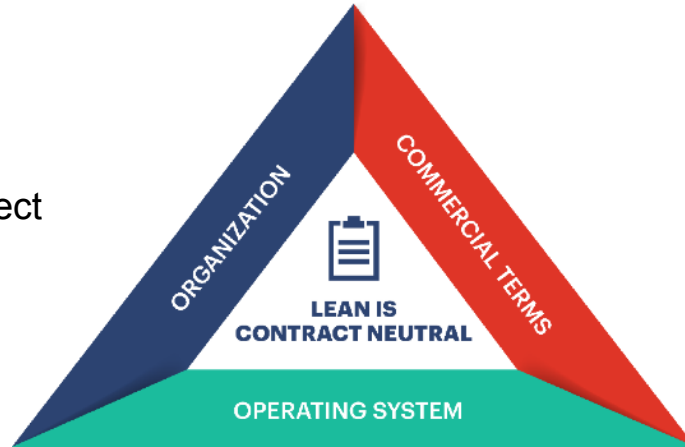 ect
ORGANIZATION
COMMERCIAL TERMS
LEAN IS
CONTRACT NEUTRAL
OPERATING SYSTEM